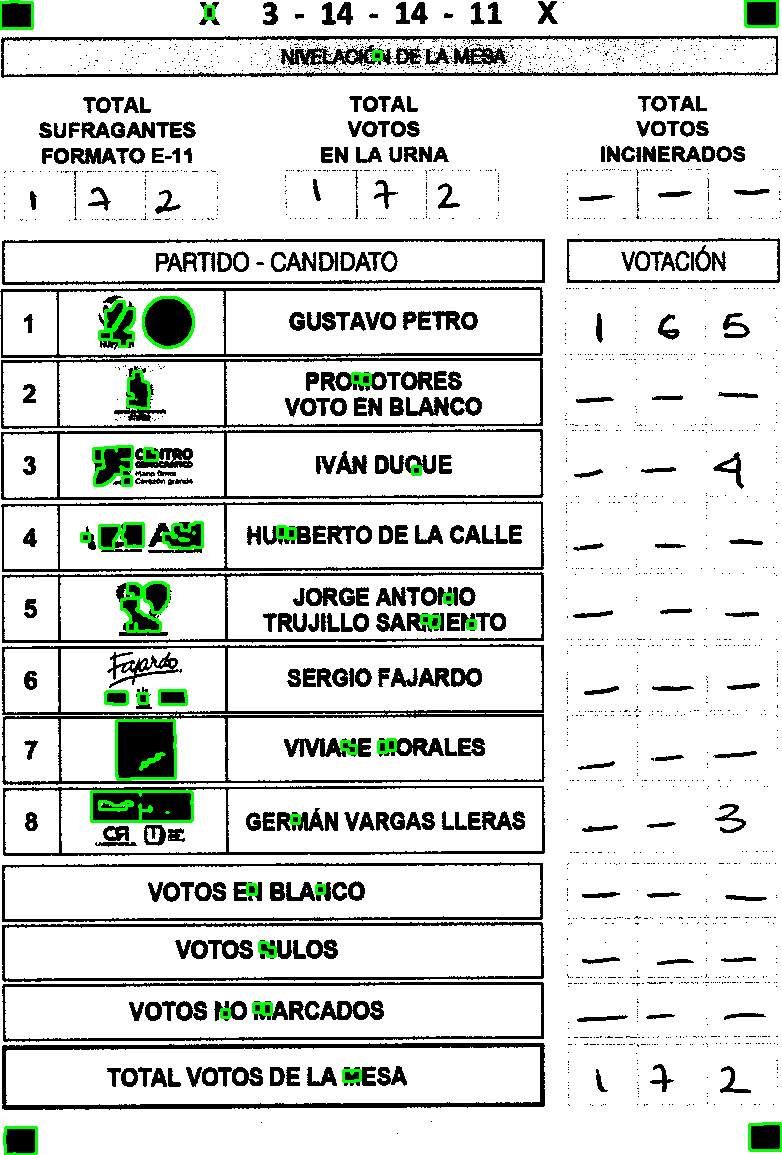 X 3 - 14 - 14 - 11 X
NIVELACIÓN DE LA MESA
TOTAL SUFRAGANTES FORMATO E-11
TOTAL VOTOS EN LA URNA
TOTAL VOTOS INCINERADOS
1 7 2
1 7 2
— — —
PARTIDO - CANDIDATO VOTACIÓN
1 GUSTAVO PETRO 1 6 5
2 PROMOTORES
VOTO EN BLANCO — — —
3 CENTRO
DEMOCRÁTICO
Mano firme
Corazón grande
IVÁN DUQUE — — 4
4 ASI HUMBERTO DE LA CALLE — — —
5 JORGE ANTONIO
TRUJILLO SARMIENTO — — —
6 Fajardo SERGIO FAJARDO — — —
7 VIVIANE MORALES — — —
8 GERMÁN VARGAS LLERAS — — 3
VOTOS EN BLANCO — — —
VOTOS NULOS — — —
VOTOS NO MARCADOS — — —
TOTAL VOTOS DE LA MESA 1 7 2